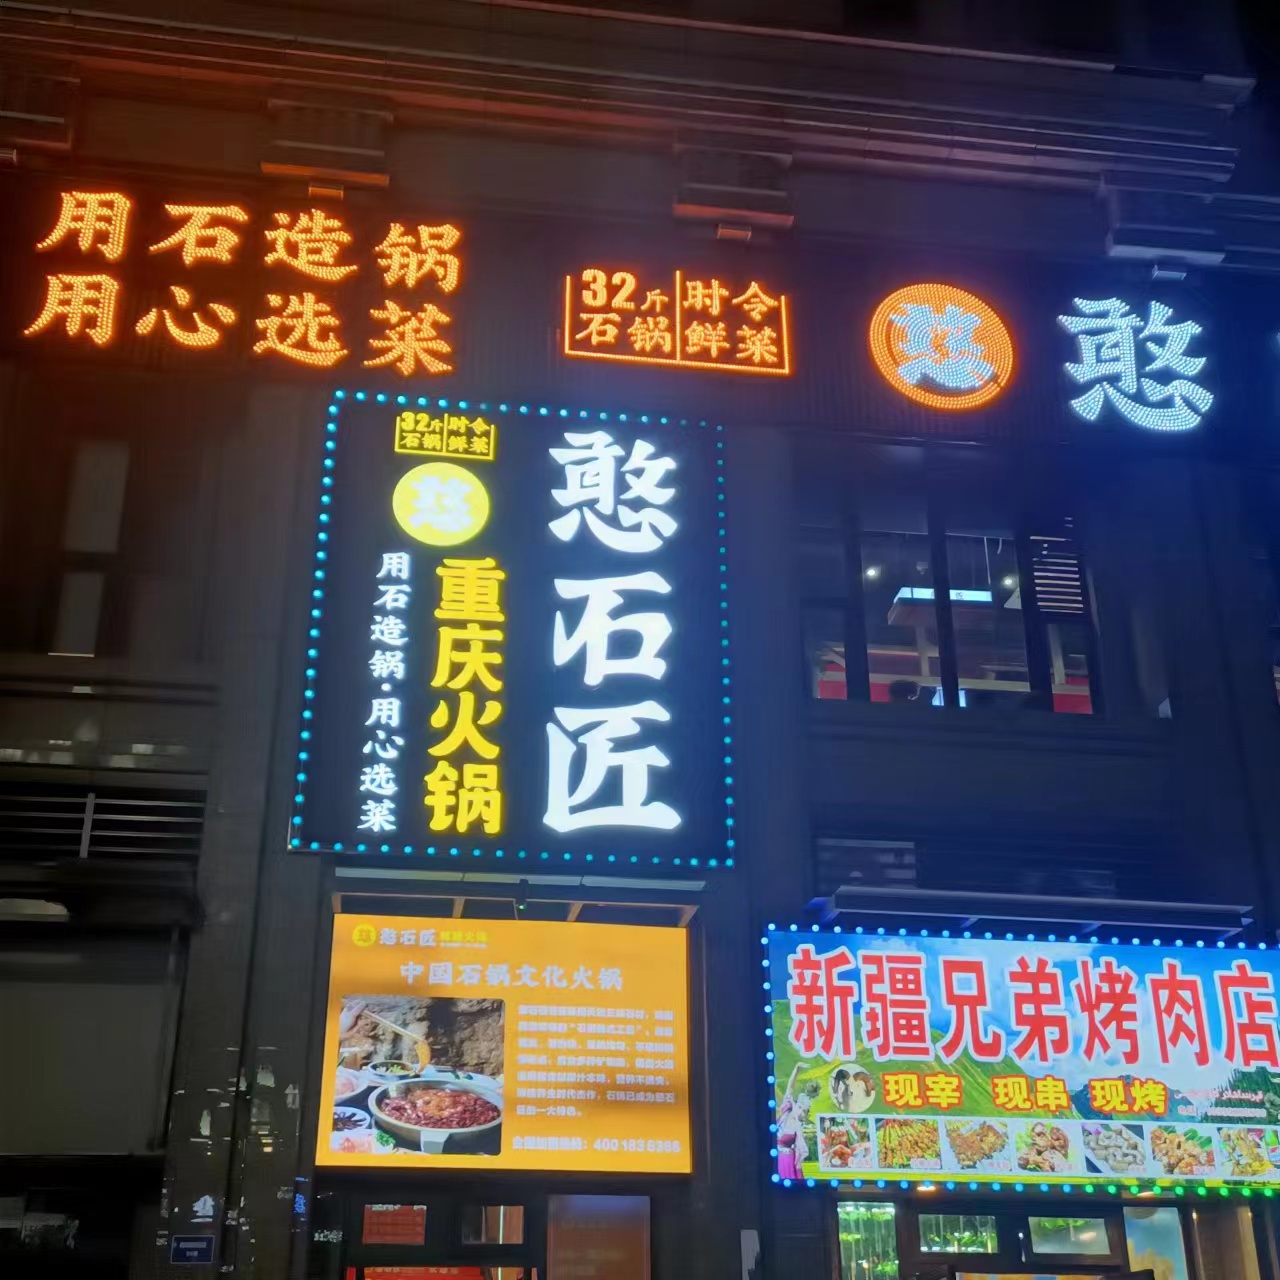 用石造锅
用心选菜
32斤
石锅
时令
鲜菜
憨
憨
32斤
石锅
时令
鲜菜
憨
憨石匠
重庆火锅
用石造锅·用心选菜
憨石匠
中国石锅文化火锅
新疆兄弟烤肉店
现宰 现串 现烤